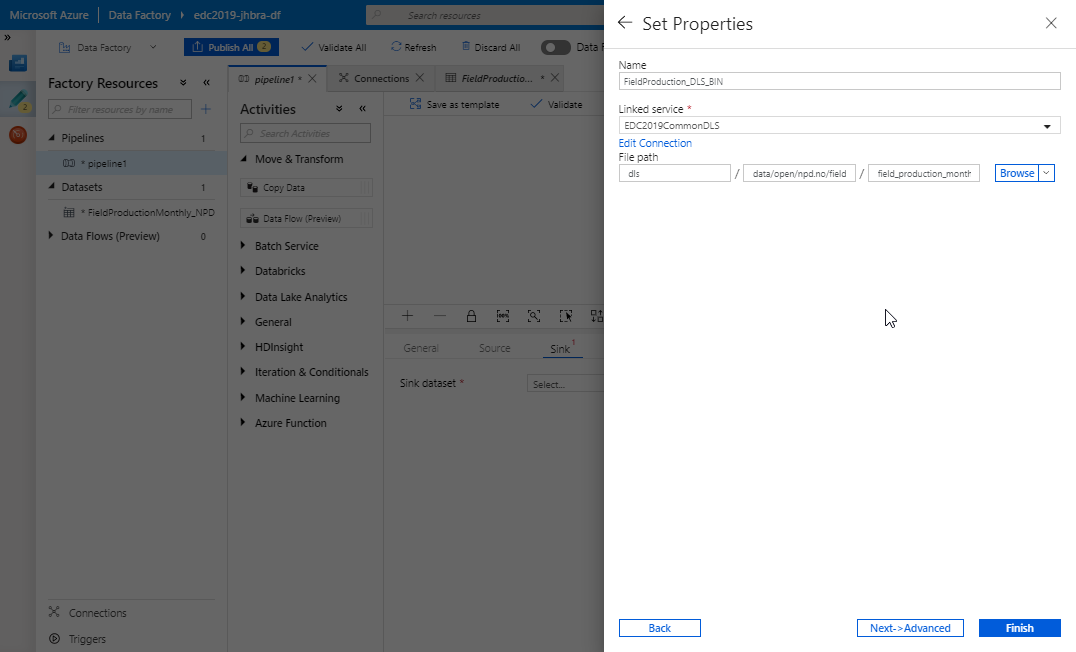 Microsoft Azure
Data Factory
edc2019-jhbra-df
Search resources
»
Data Factory
Publish All 2
Validate All
Refresh
Discard All
Data F
2
Factory Resources
«
Filter resources by name
+
Pipelines 1
* pipeline1
Datasets 1
* FieldProductionMonthly_NPD
Data Flows (Preview) 0
Connections
Triggers
pipeline1 *
Connections
FieldProductio... *
Activities
«
Search Activities
Move & Transform
Copy Data
Data Flow (Preview)
Batch Service
Databricks
Data Lake Analytics
General
HDInsight
Iteration & Conditionals
Machine Learning
Azure Function
Save as template
Validate
General
Source
Sink 1
Sink dataset *
Select...
Set Properties
Name
FieldProduction_DLS_BIN
Linked service *
EDC2019CommonDLS
Edit Connection
File path
dls / data/open/npd.no/field / field_production_month
Browse
Back
Next->Advanced
Finish